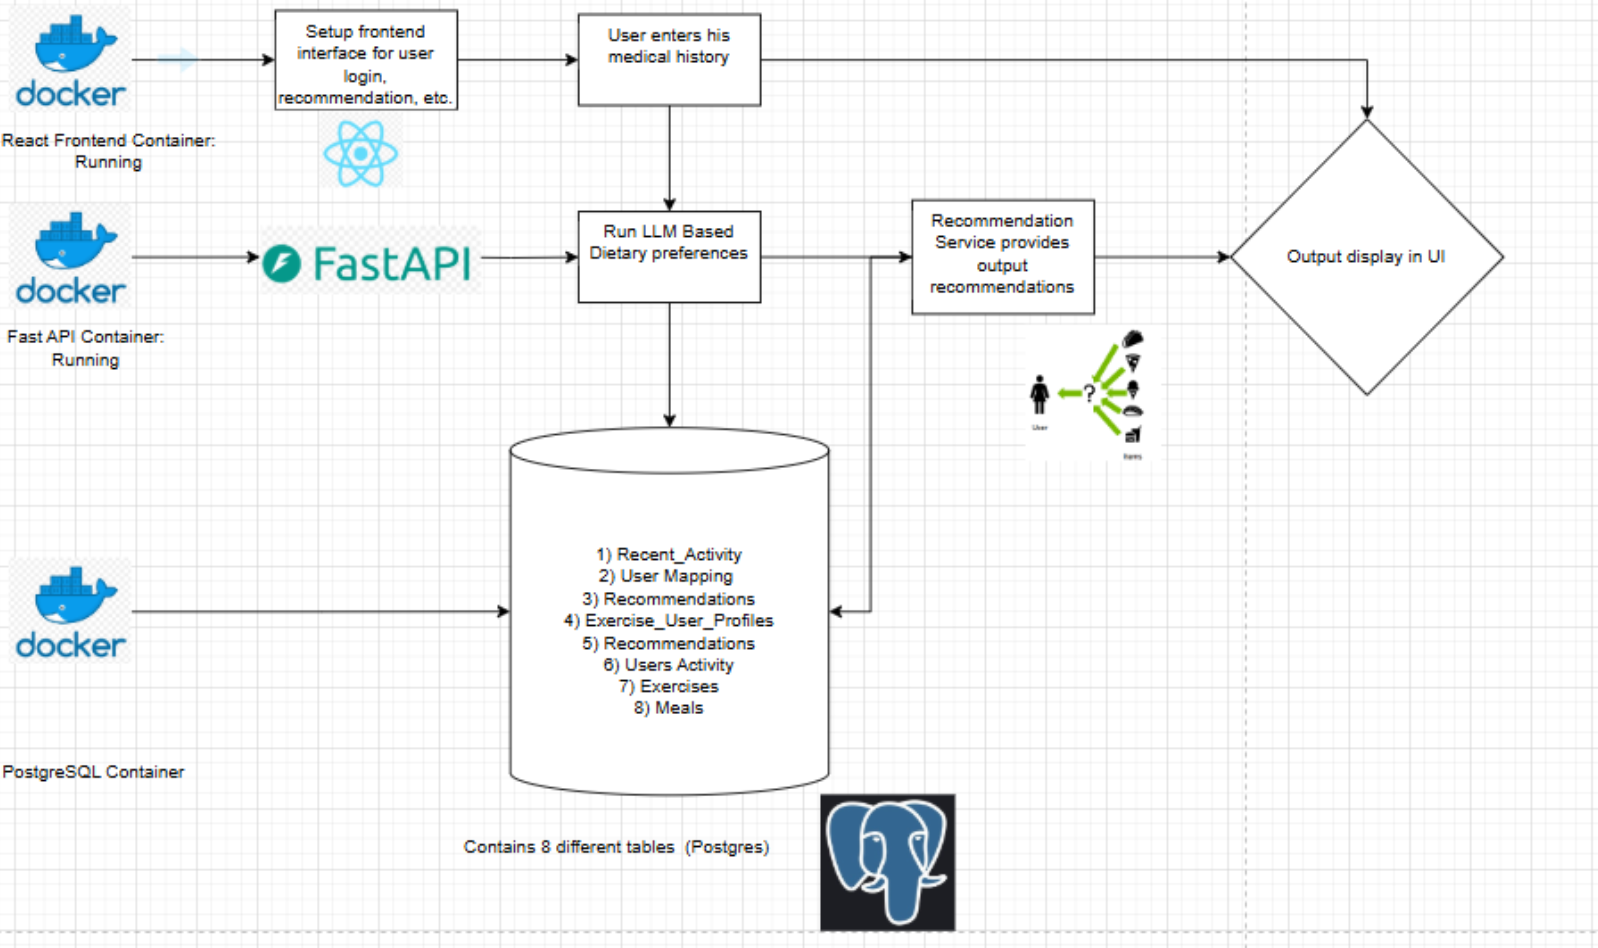 docker
React Frontend Container:
Running
Setup frontend
interface for user
login,
recommendation, etc.
User enters his
medical history
docker
Fast API Container:
Running
FastAPI
Run LLM Based
Dietary preferences
Recommendation
Service provides
output
recommendations
Output display in UI
?
User
Items
docker
PostgreSQL Container
1) Recent_Activity
2) User Mapping
3) Recommendations
4) Exercise_User_Profiles
5) Recommendations
6) Users Activity
7) Exercises
8) Meals
Contains 8 different tables (Postgres)